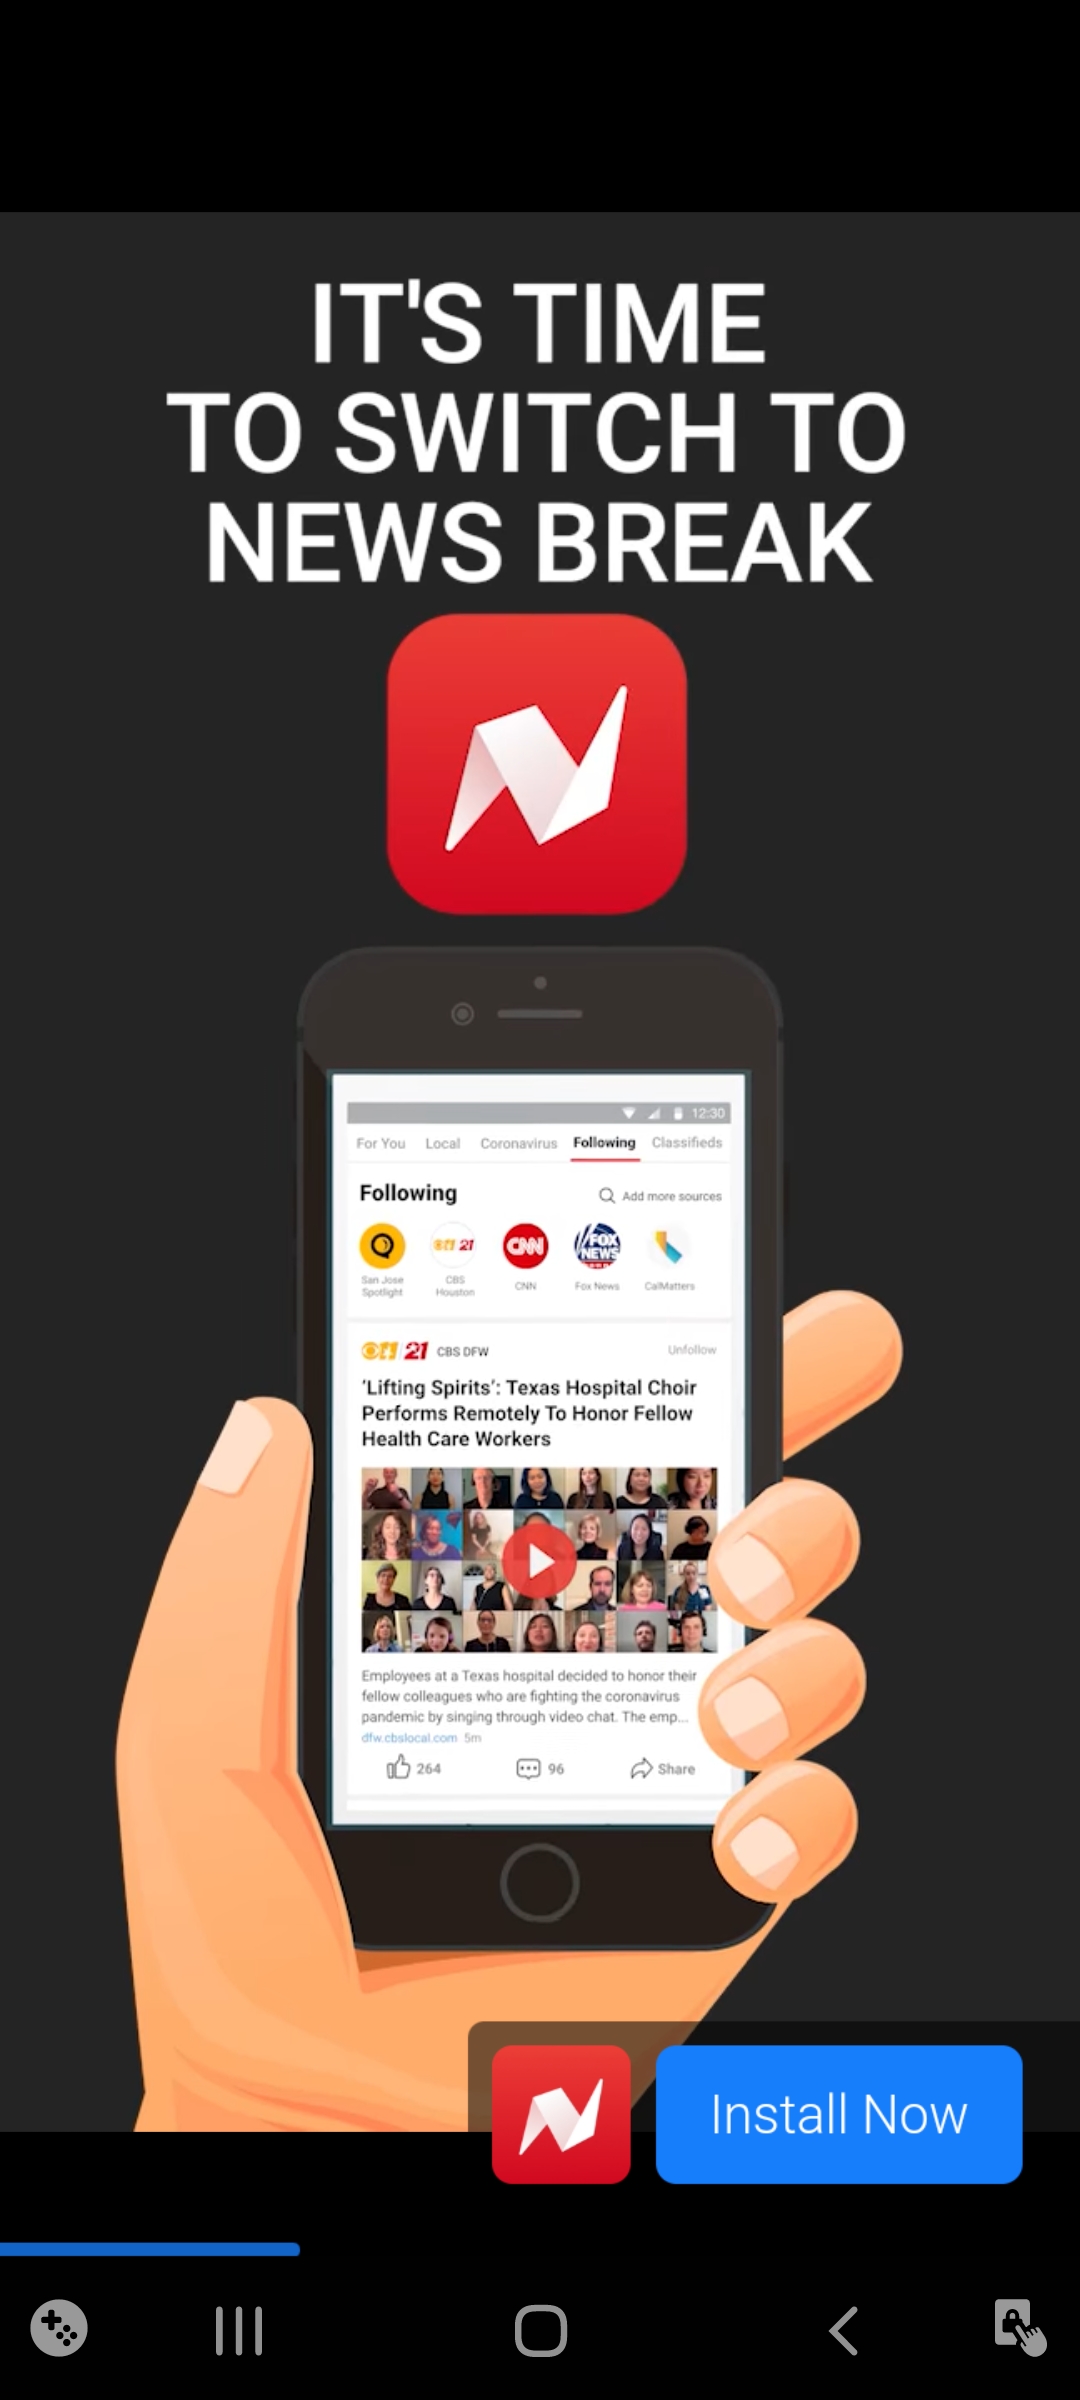 IT'S TIME
TO SWITCH TO
NEWS BREAK
12:30
For You Local Coronavirus Following Classifieds
Following Add more sources
San Jose Spotlight
CBS Houston
CNN
CNN
FOX NEWS
Fox News
CalMatters
21 CBS DFW Unfollow
'Lifting Spirits': Texas Hospital Choir
Performs Remotely To Honor Fellow
Health Care Workers
Employees at a Texas hospital decided to honor their
fellow colleagues who are fighting the coronavirus
pandemic by singing through video chat. The emp...
dfw.cbslocal.com 5m
264 96 Share
Install Now